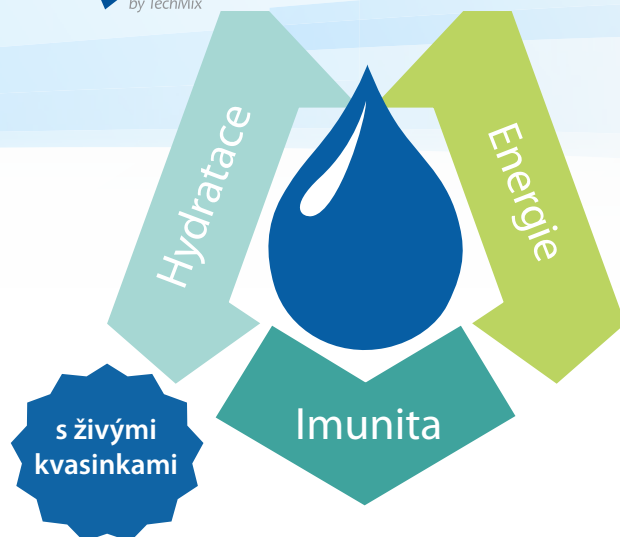 by TechMix
Hydratace
Energie
Imunita
s živými
kvasinkami